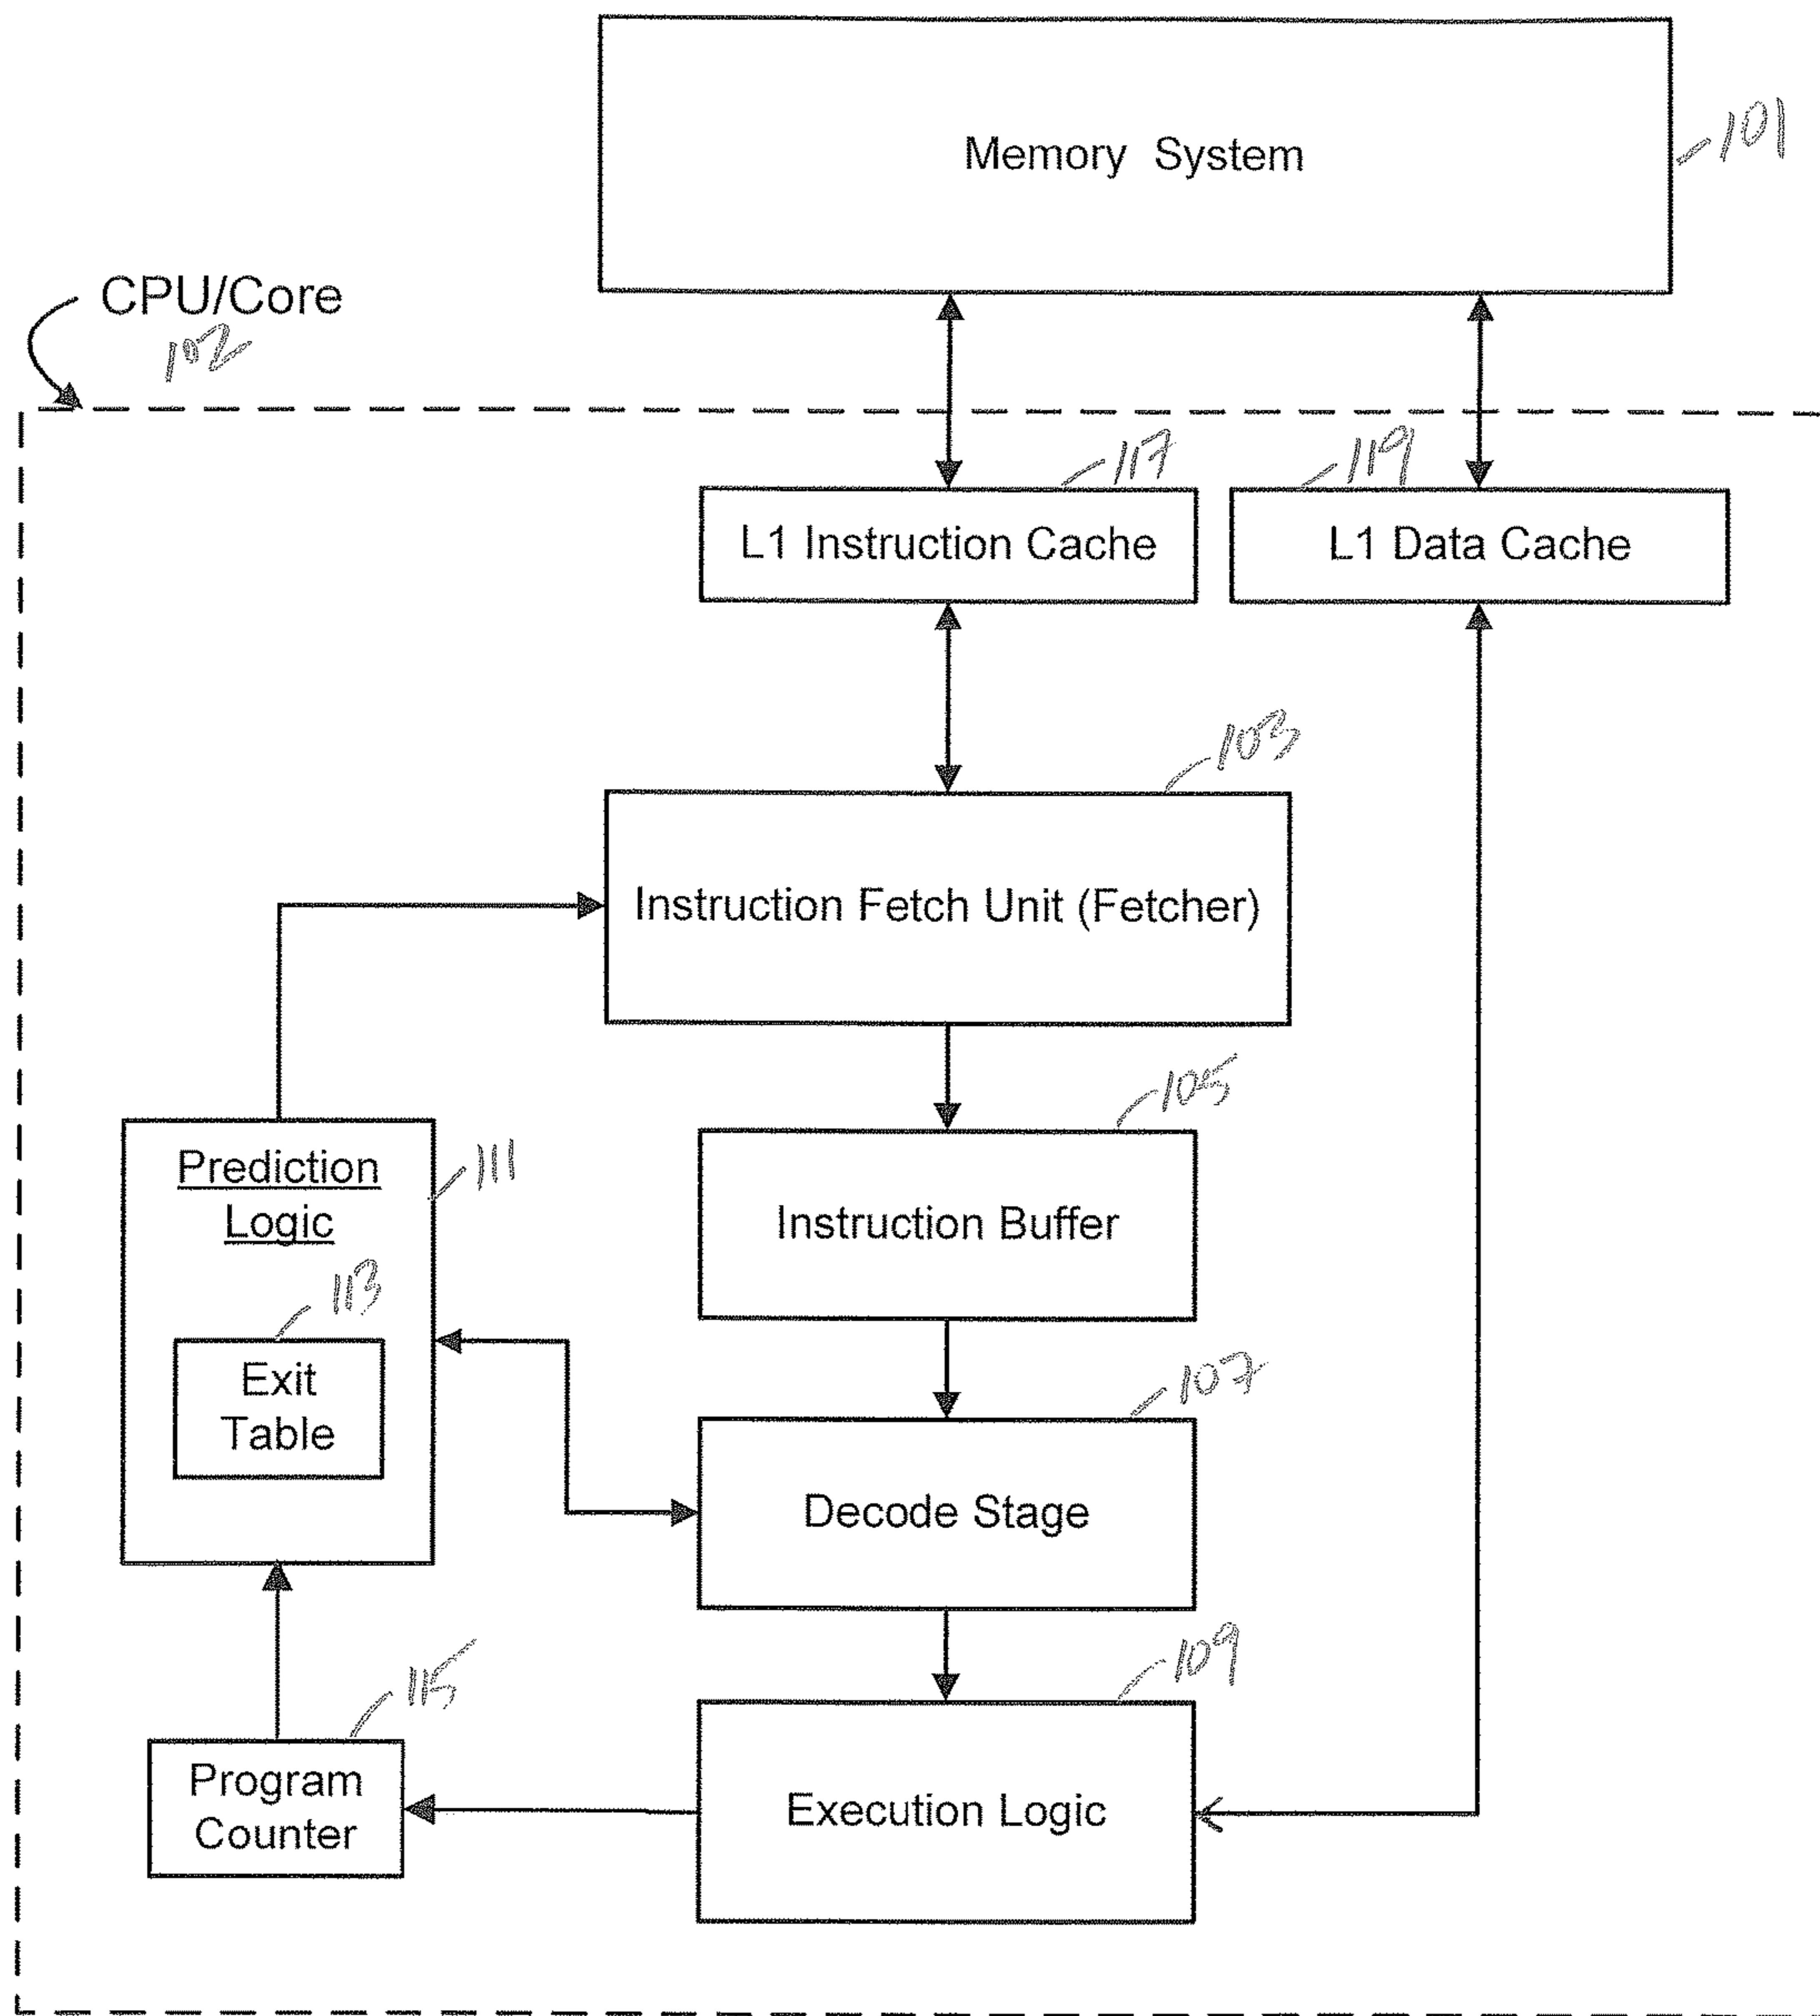 Memory System
101
CPU/Core
102
117
119
L1 Instruction Cache
L1 Data Cache
103
Instruction Fetch Unit (Fetcher)
105
Prediction
Logic
111
Instruction Buffer
113
Exit
Table
107
Decode Stage
115
109
Program
Counter
Execution Logic